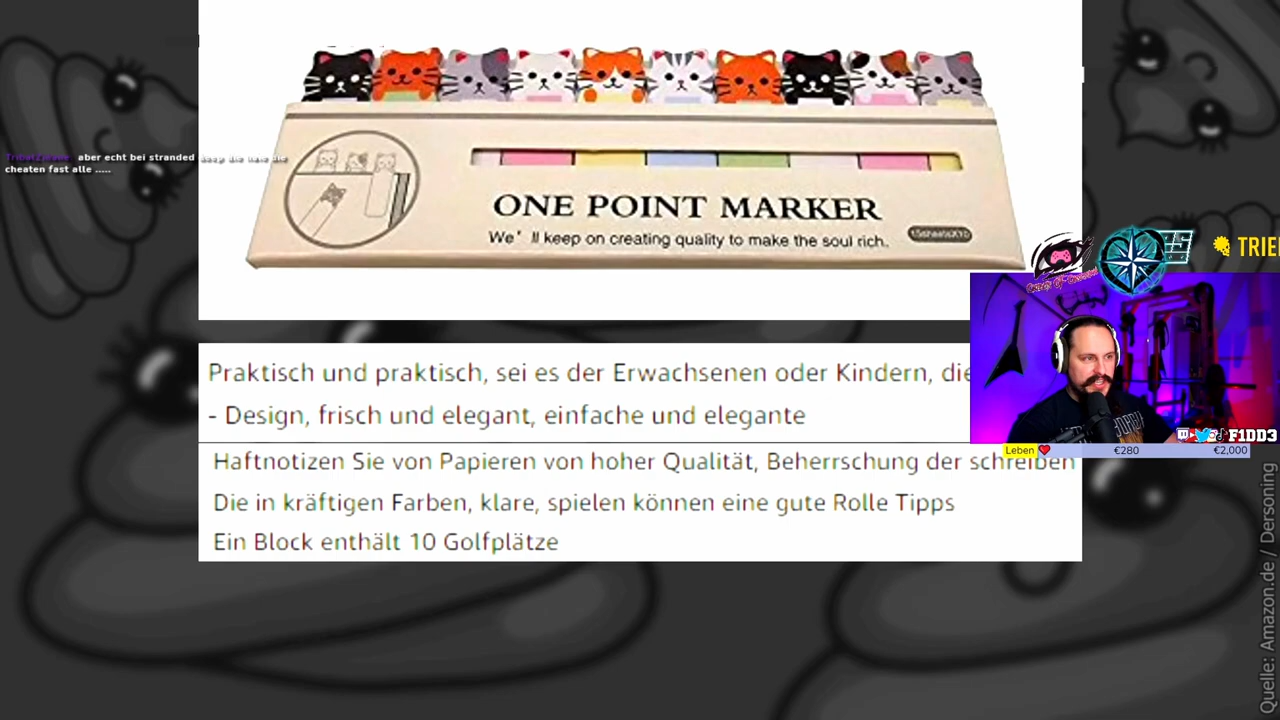 ONE POINT MARKER
We'll keep on creating quality to make the soul rich.
15sheetsX10
aber echt bei stranded
cheaten fast alle .....
TRIE
Praktisch und praktisch, sei es der Erwachsenen oder Kindern, die
- Design, frisch und elegant, einfache und elegante
F1DD3
Leben €280 €2,000
Haftnotizen Sie von Papieren von hoher Qualität, Beherrschung der schreiben
Die in kräftigen Farben, klare, spielen können eine gute Rolle Tipps
Ein Block enthält 10 Golfplätze
Quelle: Amazon.de / Dersoning